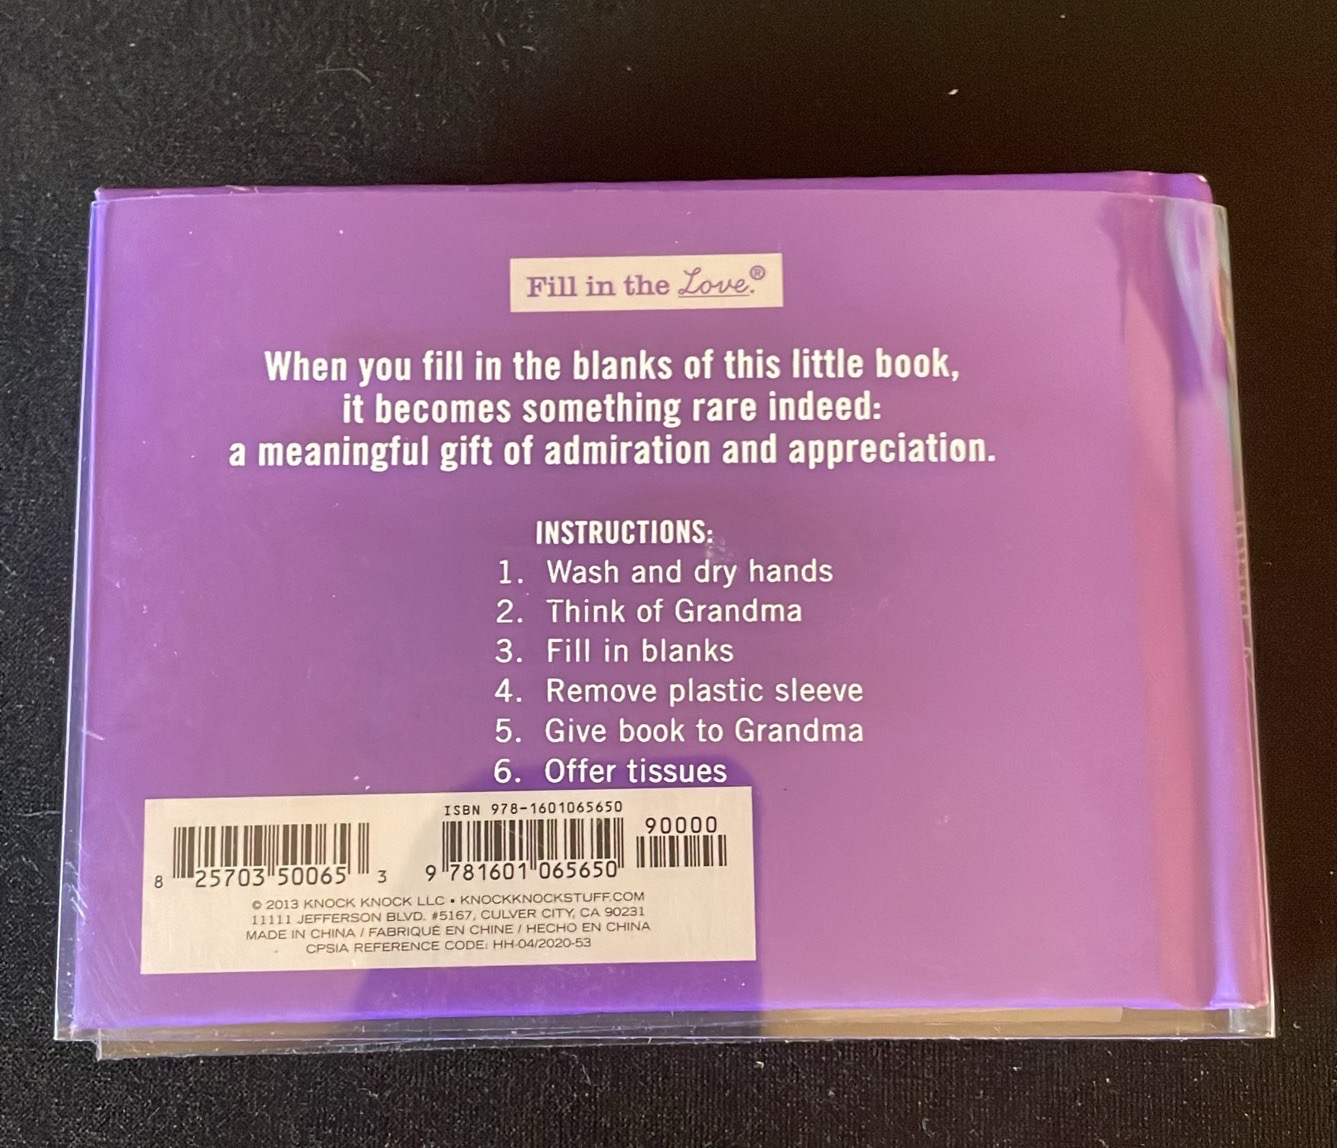 Fill in the Love.®
When you fill in the blanks of this little book,
it becomes something rare indeed:
a meaningful gift of admiration and appreciation.
INSTRUCTIONS:
1. Wash and dry hands
2. Think of Grandma
3. Fill in blanks
4. Remove plastic sleeve
5. Give book to Grandma
6. Offer tissues
ISBN 978-1601065650
90000
8 25703 50065 3
9 781601 065650
© 2013 KNOCK KNOCK LLC • KNOCKKNOCKSTUFF.COM
11111 JEFFERSON BLVD. #5167, CULVER CITY, CA 90231
MADE IN CHINA / FABRIQUÉ EN CHINE / HECHO EN CHINA
CPSIA REFERENCE CODE: HH-04/2020-53